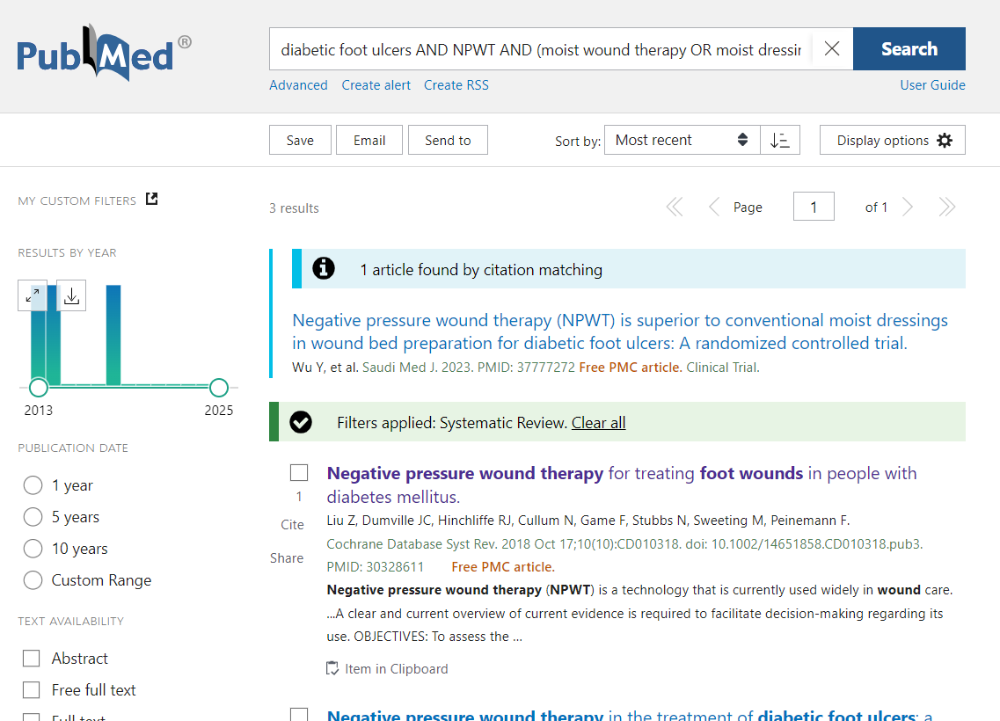 PubMed®
diabetic foot ulcers AND NPWT AND (moist wound therapy OR moist dressin
Search
Advanced Create alert Create RSS
User Guide
Save Email Send to
Sort by: Most recent
Display options
MY CUSTOM FILTERS
3 results
Page 1 of 1
RESULTS BY YEAR
2013 2025
PUBLICATION DATE
1 year
5 years
10 years
Custom Range
TEXT AVAILABILITY
Abstract
Free full text
Full text
1 article found by citation matching
Negative pressure wound therapy (NPWT) is superior to conventional moist dressings
in wound bed preparation for diabetic foot ulcers: A randomized controlled trial.
Wu Y, et al. Saudi Med J. 2023. PMID: 37777272 Free PMC article. Clinical Trial.
Filters applied: Systematic Review. Clear all
Negative pressure wound therapy for treating foot wounds in people with
diabetes mellitus.
1
Cite
Share
Liu Z, Dumville JC, Hinchliffe RJ, Cullum N, Game F, Stubbs N, Sweeting M, Peinemann F.
Cochrane Database Syst Rev. 2018 Oct 17;10(10):CD010318. doi: 10.1002/14651858.CD010318.pub3.
PMID: 30328611 Free PMC article.
Negative pressure wound therapy (NPWT) is a technology that is currently used widely in wound care.
...A clear and current overview of current evidence is required to facilitate decision-making regarding its
use. OBJECTIVES: To assess the ...
Item in Clipboard
Negative pressure wound therapy in the treatment of diabetic foot ulcers: a